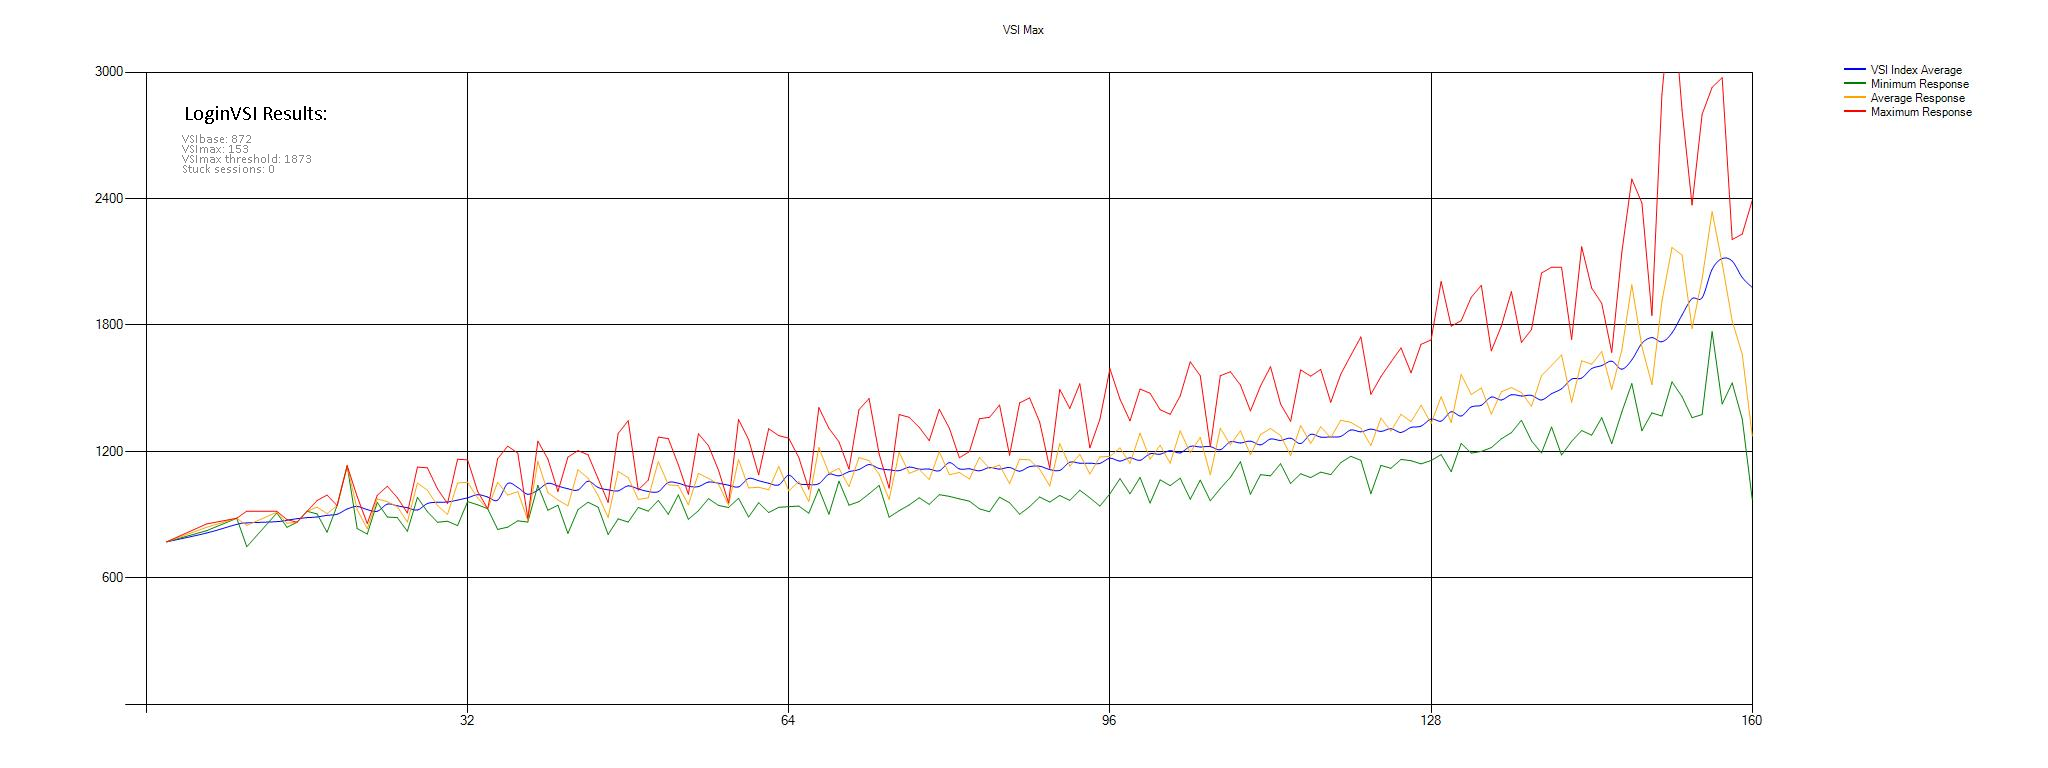 VSI Max
3000
2400
1800
1200
600
LoginVSI Results:
VSIbase: 872
VSImax: 153
VSImax threshold: 1873
Stuck sessions: 0
32
64
96
128
160
VSI Index Average
Minimum Response
Average Response
Maximum Response